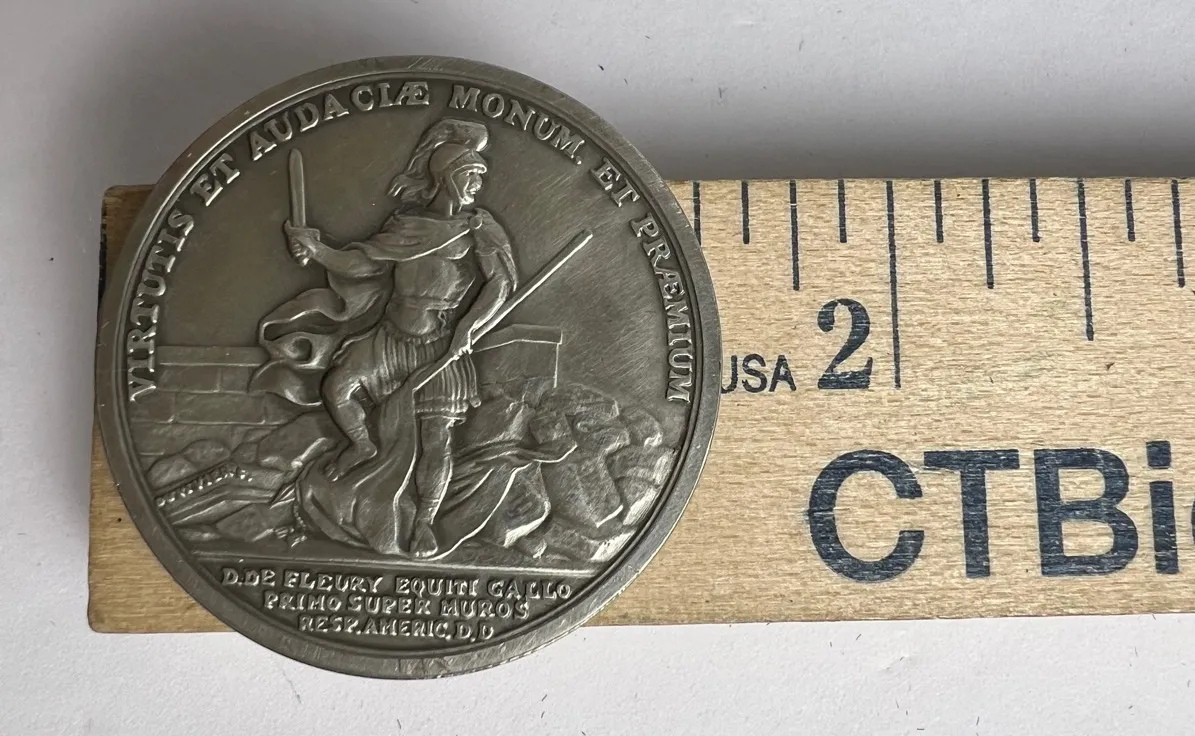 VIRTUTIS ET AUDACIÆ MONUM. ET PRÆMIUM
D.DE FLEURY EQUITI GALLO
PRIMO SUPER MUROS
RESP. AMERIC. D.D
USA 2
CTBi